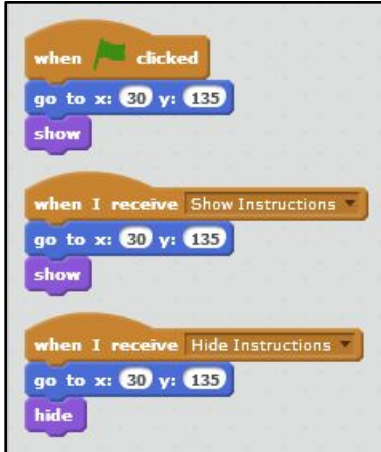 when clicked
go to x: 30 y: 135
show
when I receive Show Instructions
go to x: 30 y: 135
show
when I receive Hide Instructions
go to x: 30 y: 135
hide